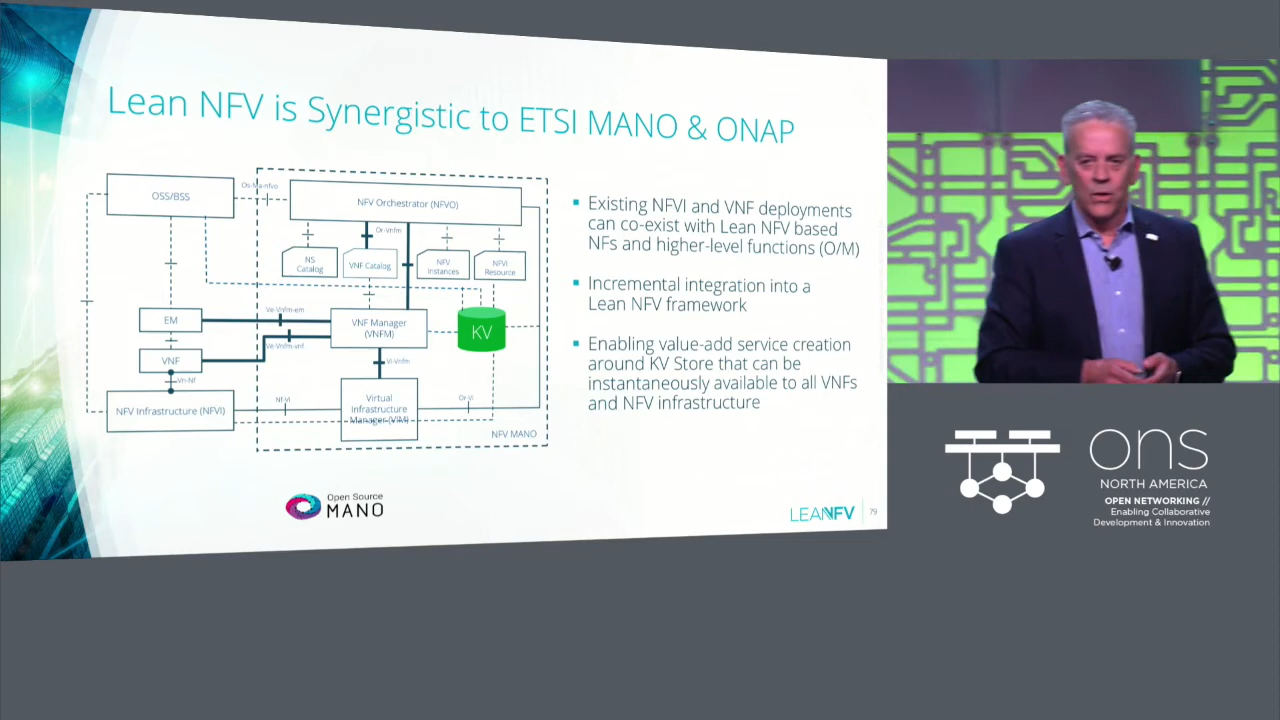 Lean NFV is Synergistic to ETSI MANO & ONAP
OSS/BSS
Os-Ma-nfvo
NFV Orchestrator (NFVO)
Or-Vnfm
NS
Catalog
VNF Catalog
NFV
Instances
NFVI
Resource
EM
Ve-Vnfm-em
VNF Manager
(VNFM)
KV
Ve-Vnfm-vnf
VNF
Vi-Vnfm
Vn-Nf
NFV Infrastructure (NFVI)
Nf-Vi
Virtual
Infrastructure
Manager (VIM)
Or-Vi
NFV MANO
▪ Existing NFVI and VNF deployments
can co-exist with Lean NFV based
NFs and higher-level functions (O/M)
▪ Incremental integration into a
Lean NFV framework
▪ Enabling value-add service creation
around KV Store that can be
instantaneously available to all VNFs
and NFV infrastructure
Open Source
MANO
LEANFV
79
ons
NORTH AMERICA
OPEN NETWORKING //
Enabling Collaborative
Development & Innovation